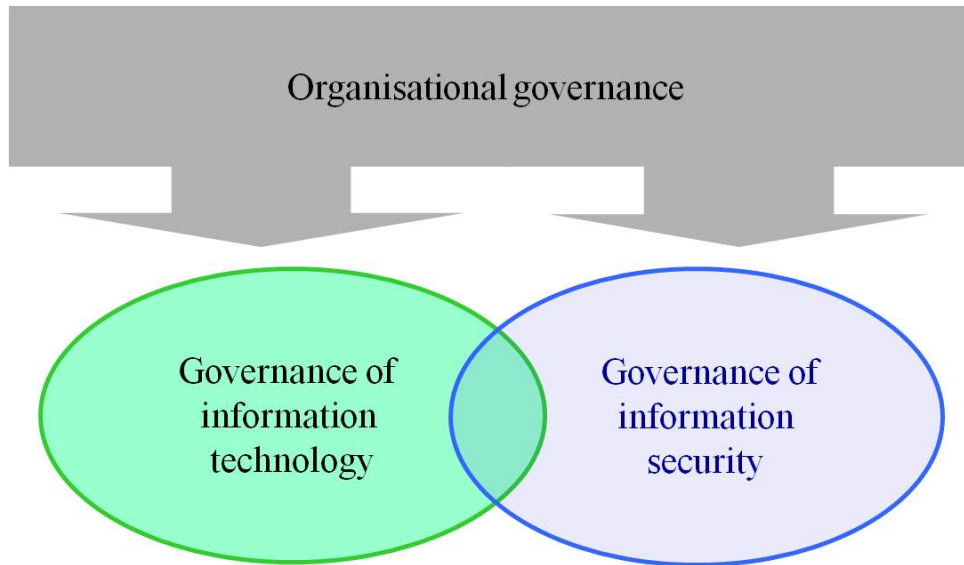 Organisational governance
Governance of
information
technology
Governance of
information
security